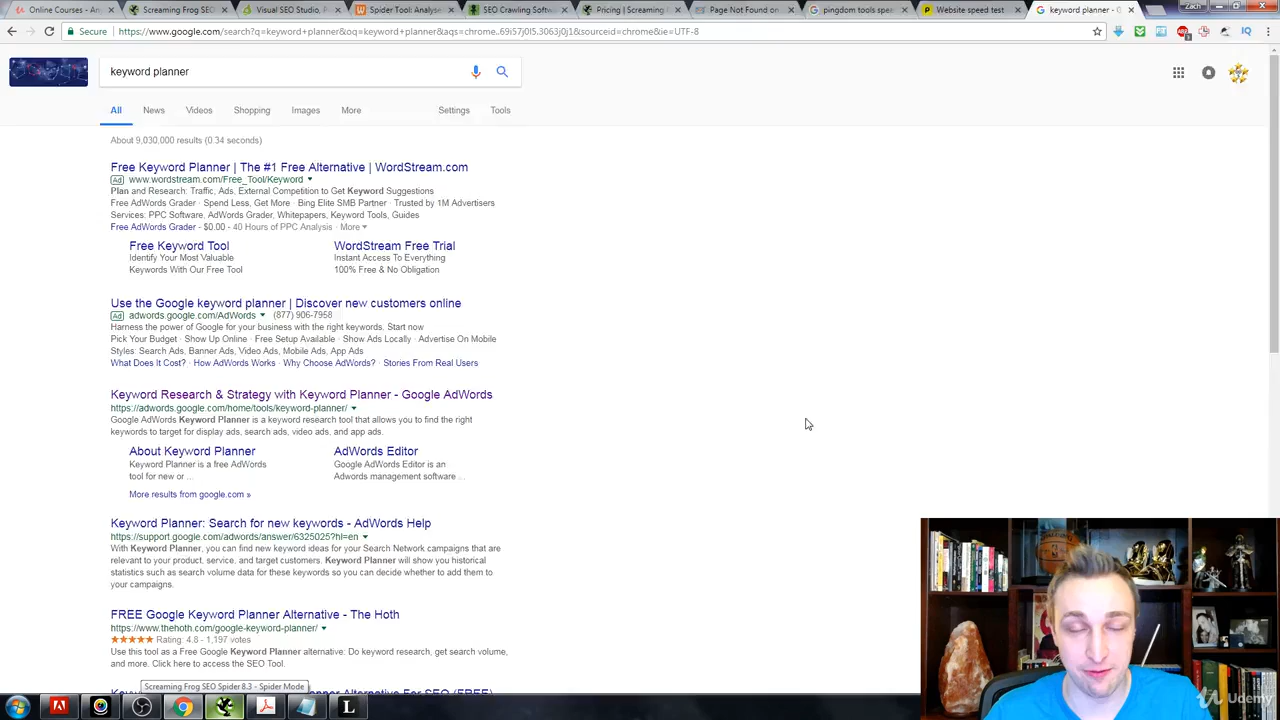 Online Courses - An
Screaming Frog SEO
Visual SEO Studio, P
Spider Tool: Analyse
SEO Crawling Softw
Pricing | Screaming F
Page Not Found on
pingdom tools spee
Website speed test
keyword planner - G
Zach
Secure
https://www.google.com/search?q=keyword+planner&oq=keyword+planner&aqs=chrome..69i57j0l5.3063j0j1&sourceid=chrome&ie=UTF-8
keyword planner
All
News
Videos
Shopping
Images
More
Settings
Tools
About 9,030,000 results (0.34 seconds)
Free Keyword Planner | The #1 Free Alternative | WordStream.com
Ad www.wordstream.com/Free_Tool/Keyword
Plan and Research: Traffic, Ads, External Competition to Get Keyword Suggestions
Free AdWords Grader · Spend Less, Get More · Bing Elite SMB Partner · Trusted by 1M Advertisers
Services: PPC Software, AdWords Grader, Whitepapers, Keyword Tools, Guides
Free AdWords Grader - $0.00 - 40 Hours of PPC Analysis · More
Free Keyword Tool
Identify Your Most Valuable
Keywords With Our Free Tool
WordStream Free Trial
Instant Access To Everything
100% Free & No Obligation
Use the Google keyword planner | Discover new customers online
Ad adwords.google.com/AdWords (877) 906-7958
Harness the power of Google for your business with the right keywords. Start now
Pick Your Budget · Show Up Online · Free Setup Available · Show Ads Locally · Advertise On Mobile
Styles: Search Ads, Banner Ads, Video Ads, Mobile Ads, App Ads
What Does It Cost? · How AdWords Works · Why Choose AdWords? · Stories From Real Users
Keyword Research & Strategy with Keyword Planner - Google AdWords
https://adwords.google.com/home/tools/keyword-planner/
Google AdWords Keyword Planner is a keyword research tool that allows you to find the right
keywords to target for display ads, search ads, video ads, and app ads.
About Keyword Planner
Keyword Planner is a free AdWords
tool for new or ...
AdWords Editor
Google AdWords Editor is an
Adwords management software ...
More results from google.com »
Keyword Planner: Search for new keywords - AdWords Help
https://support.google.com/adwords/answer/6325025?hl=en
With Keyword Planner, you can find new keyword ideas for your Search Network campaigns that are
relevant to your product, service, and target customers. Keyword Planner will show you historical
statistics such as search volume data for these keywords so you can decide whether to add them to
your campaigns.
FREE Google Keyword Planner Alternative - The Hoth
https://www.thehoth.com/google-keyword-planner/
Rating: 4.8 - 1,197 votes
Use this tool as a Free Google Keyword Planner alternative: Do keyword research, get search volume,
and more. Click here to access the SEO Tool.
Screaming Frog SEO Spider 8.3 - Spider Mode
Alternative For SEO (FREE)
Udemy